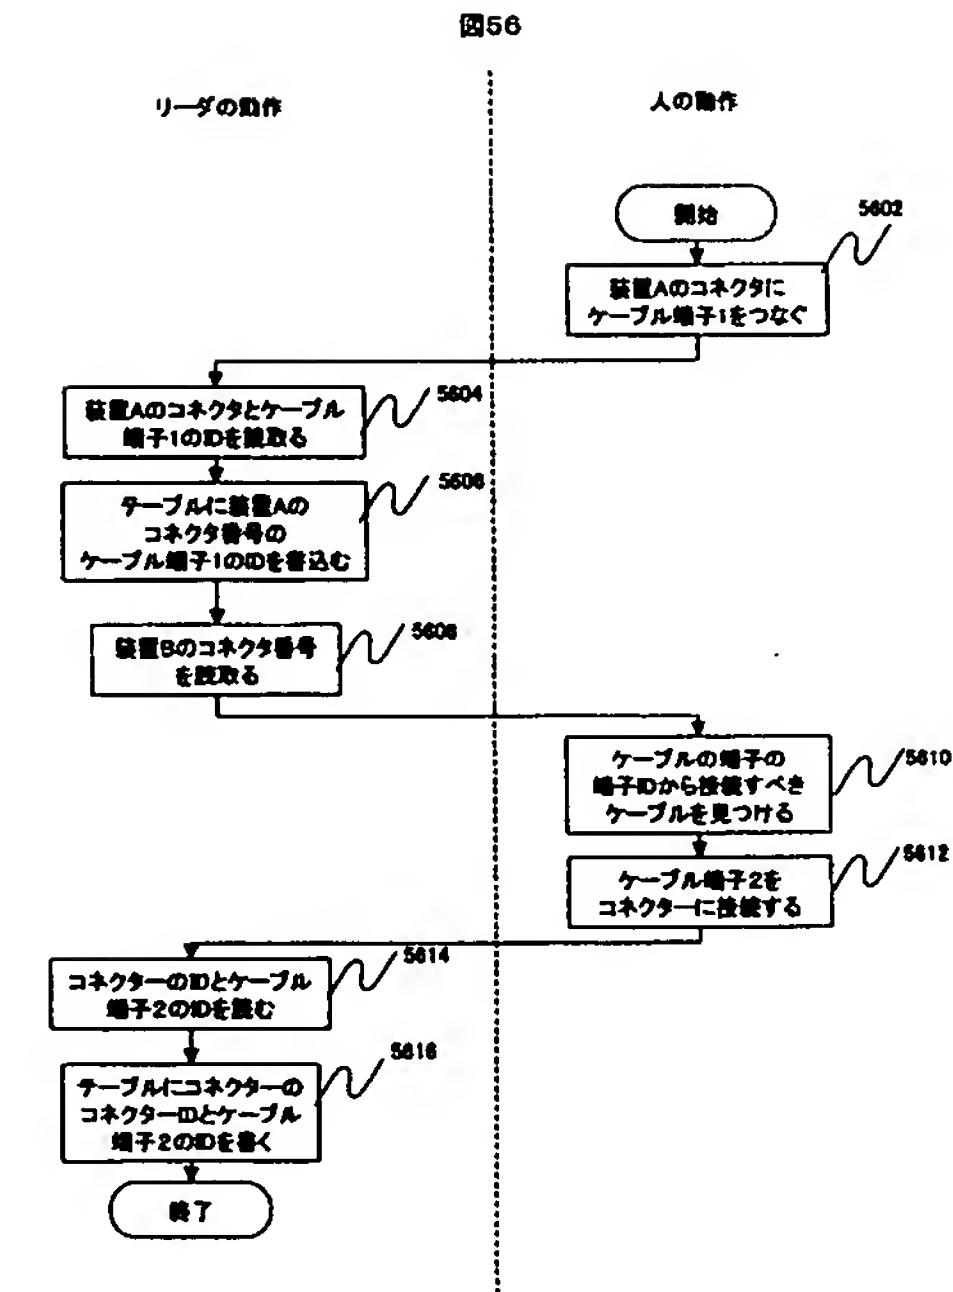 図56
リーダの動作
人の動作
開始
5602
装置Aのコネクタに
ケーブル端子1をつなぐ
5604
装置Aのコネクタとケーブル
端子1のIDを読取る
5606
テーブルに装置Aの
コネクタ番号の
ケーブル端子1のIDを書込む
5608
装置Bのコネクタ番号
を読取る
5610
ケーブルの端子の
端子IDから接続すべき
ケーブルを見つける
5612
ケーブル端子2を
コネクターに接続する
5614
コネクターのIDとケーブル
端子2のIDを読む
5616
テーブルにコネクターの
コネクターIDとケーブル
端子2のIDを書く
終了